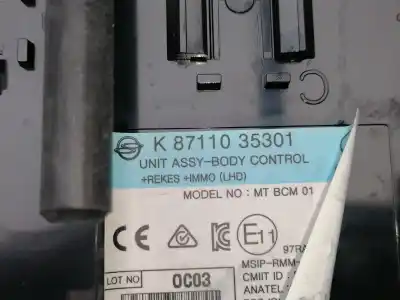 K 87110 35301
UNIT ASSY-BODY CONTROL
+REKES +IMMO (LHD)
MODEL NO : MT BCM 01
CE E11
97RA
MSIP-RMM-
LOT NO 0C03
CMIIT ID :
ANATEL :